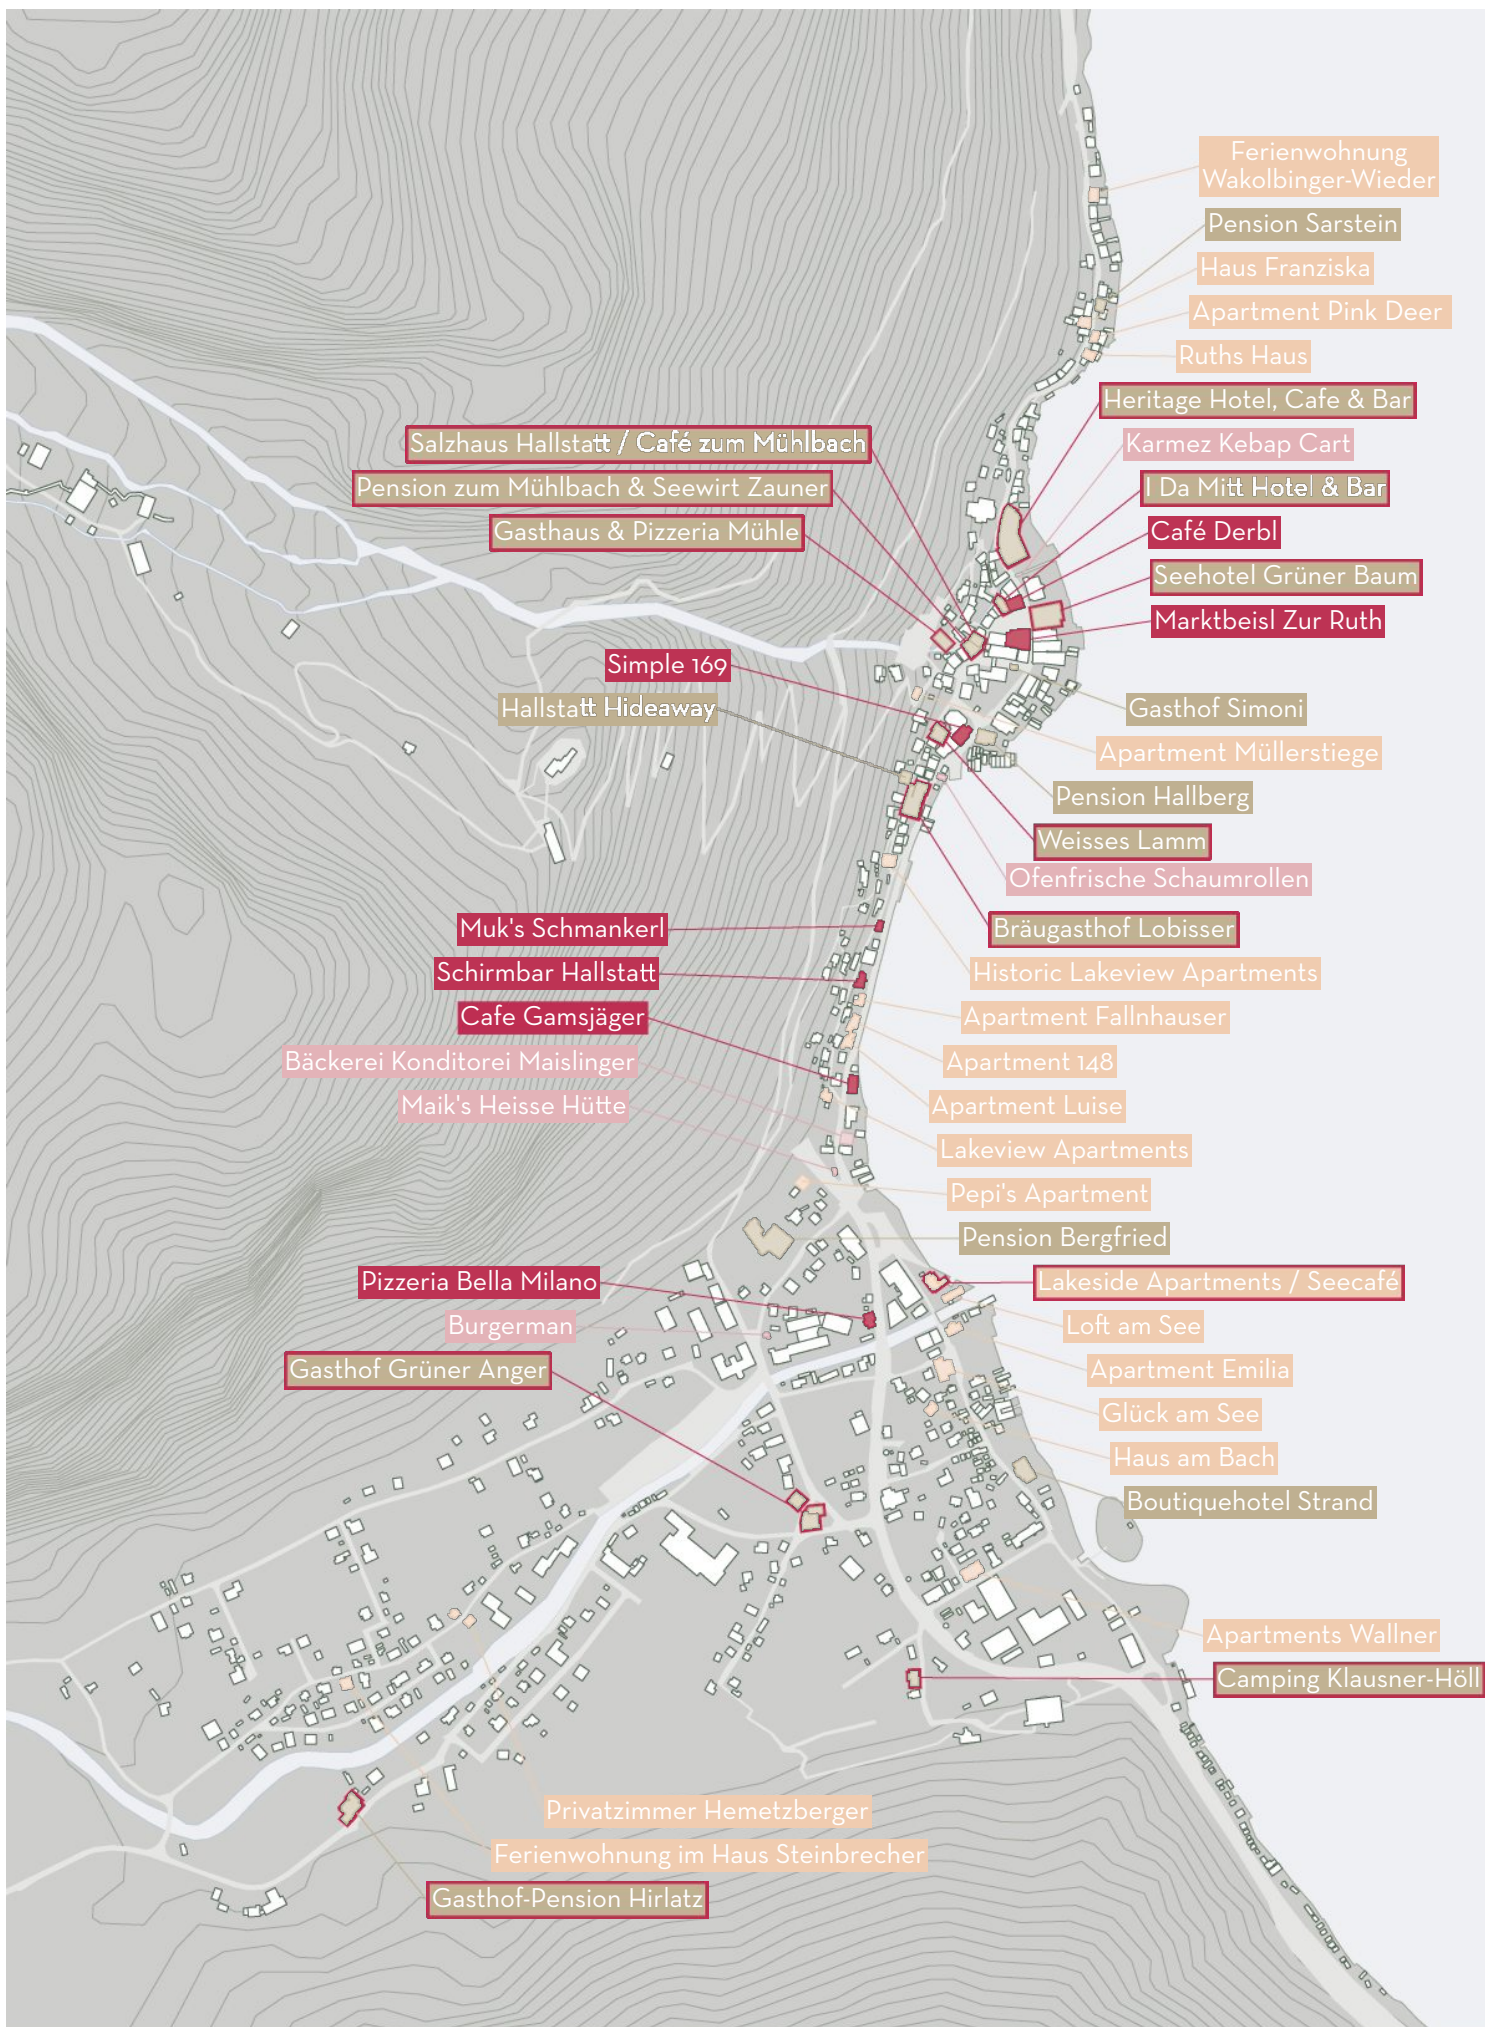 Ferienwohnung
Wakolbinger-Wieder
Pension Sarstein
Haus Franziska
Apartment Pink Deer
Ruths Haus
Heritage Hotel, Cafe & Bar
Salzhaus Hallstatt / Café zum Mühlbach
Karmez Kebap Cart
Pension zum Mühlbach & Seewirt Zauner
I Da Mitt Hotel & Bar
Gasthaus & Pizzeria Mühle
Café Derbl
Seehotel Grüner Baum
Marktbeisl Zur Ruth
Simple 169
Hallstatt Hideaway
Gasthof Simoni
Apartment Müllerstiege
Pension Hallberg
Weisses Lamm
Ofenfrische Schaumrollen
Muk's Schmankerl
Bräugasthof Lobisser
Schirmbar Hallstatt
Historic Lakeview Apartments
Cafe Gamsjäger
Apartment Fallnhauser
Bäckerei Konditorei Maislinger
Apartment 148
Maik's Heisse Hütte
Apartment Luise
Lakeview Apartments
Pepi's Apartment
Pension Bergfried
Pizzeria Bella Milano
Lakeside Apartments / Seecafé
Burgerman
Loft am See
Gasthof Grüner Anger
Apartment Emilia
Glück am See
Haus am Bach
Boutiquehotel Strand
Apartments Wallner
Camping Klausner-Höll
Privatzimmer Hemetzberger
Ferienwohnung im Haus Steinbrecher
Gasthof-Pension Hirlatz